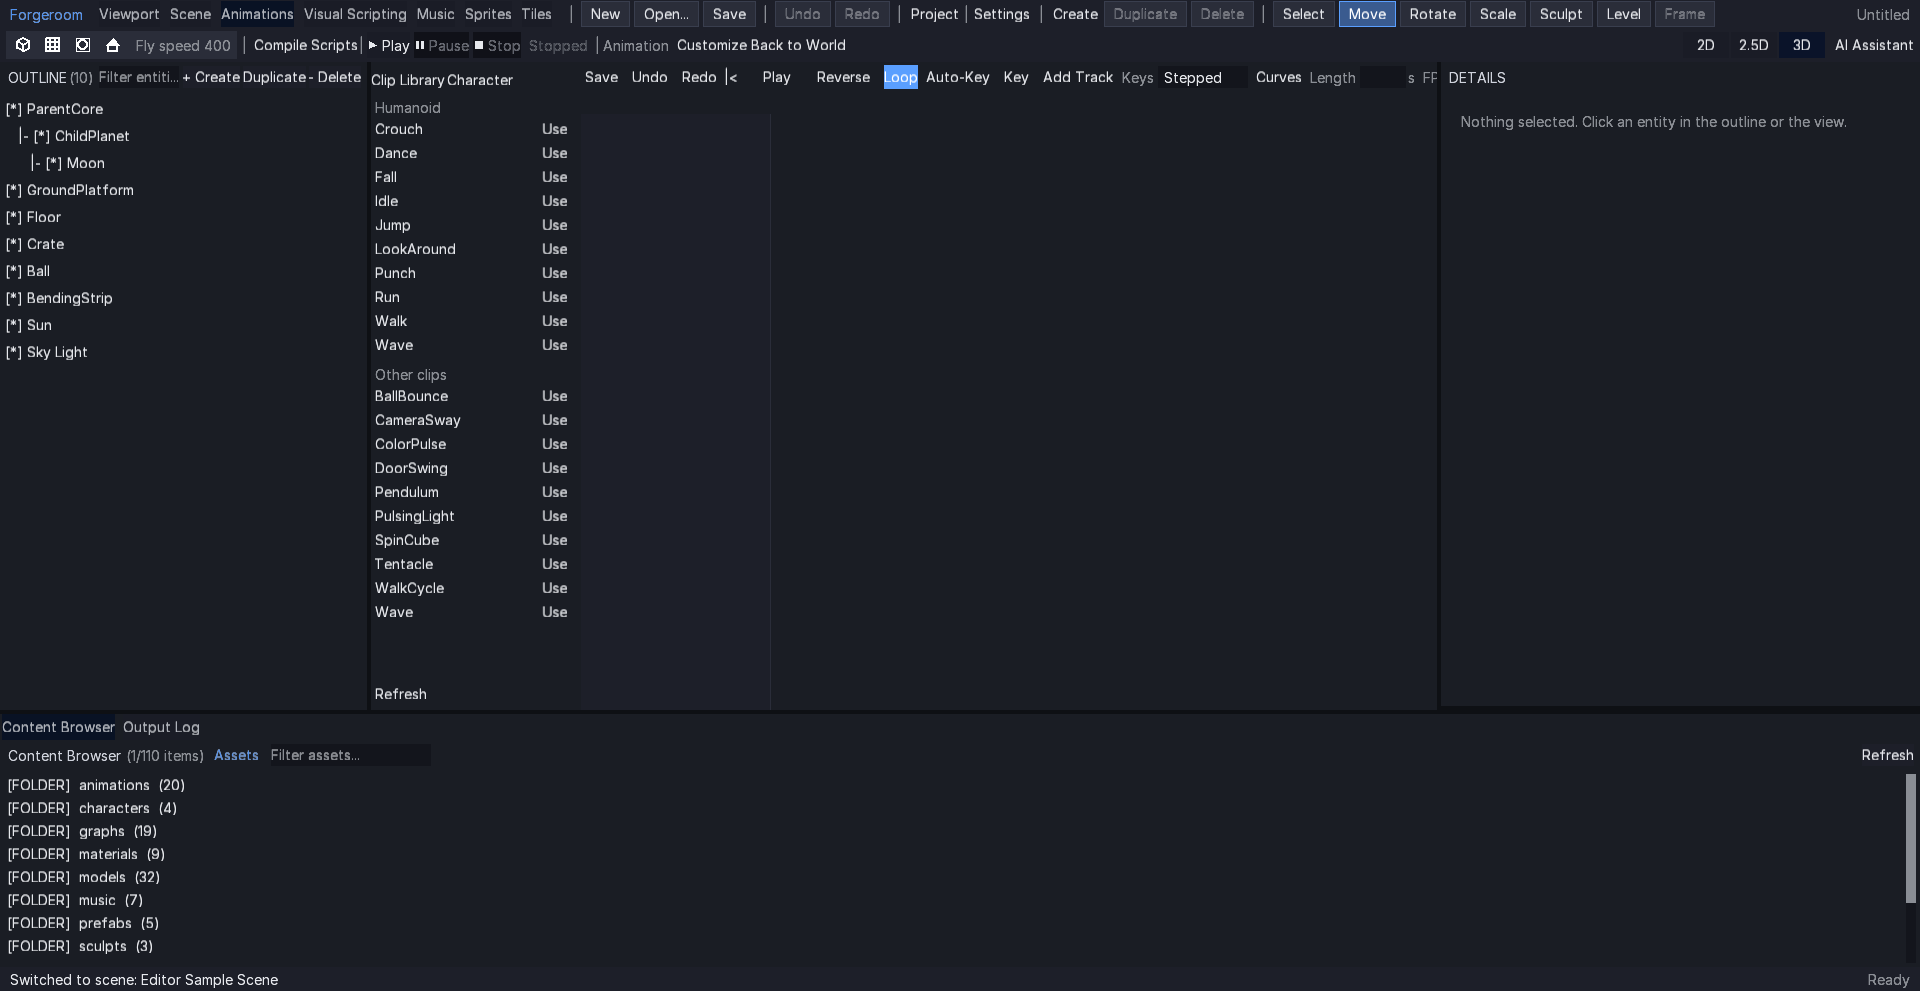 Forgeroom Viewport Scene Animations Visual Scripting Music Sprites Tiles | New Open... Save | Undo Redo | Project | Settings | Create Duplicate Delete | Select Move Rotate Scale Sculpt Level Frame Untitled
Fly speed 400 | Compile Scripts | Play Pause Stop Stopped | Animation Customize Back to World 2D 2.5D 3D AI Assistant
OUTLINE (10) Filter entiti... + Create Duplicate - Delete
[*] ParentCore
|- [*] ChildPlanet
|- [*] Moon
[*] GroundPlatform
[*] Floor
[*] Crate
[*] Ball
[*] BendingStrip
[*] Sun
[*] Sky Light
Clip Library Character
Humanoid
Crouch Use
Dance Use
Fall Use
Idle Use
Jump Use
LookAround Use
Punch Use
Run Use
Walk Use
Wave Use
Other clips
BallBounce Use
CameraSway Use
ColorPulse Use
DoorSwing Use
Pendulum Use
PulsingLight Use
SpinCube Use
Tentacle Use
WalkCycle Use
Wave Use
Refresh
Save Undo Redo |< Play Reverse Loop Auto-Key Key Add Track Keys Stepped Curves Length s FP
DETAILS
Nothing selected. Click an entity in the outline or the view.
Content Browser Output Log
Content Browser (1/110 items) Assets Filter assets... Refresh
[FOLDER] animations (20)
[FOLDER] characters (4)
[FOLDER] graphs (19)
[FOLDER] materials (9)
[FOLDER] models (32)
[FOLDER] music (7)
[FOLDER] prefabs (5)
[FOLDER] sculpts (3)
Switched to scene: Editor Sample Scene Ready